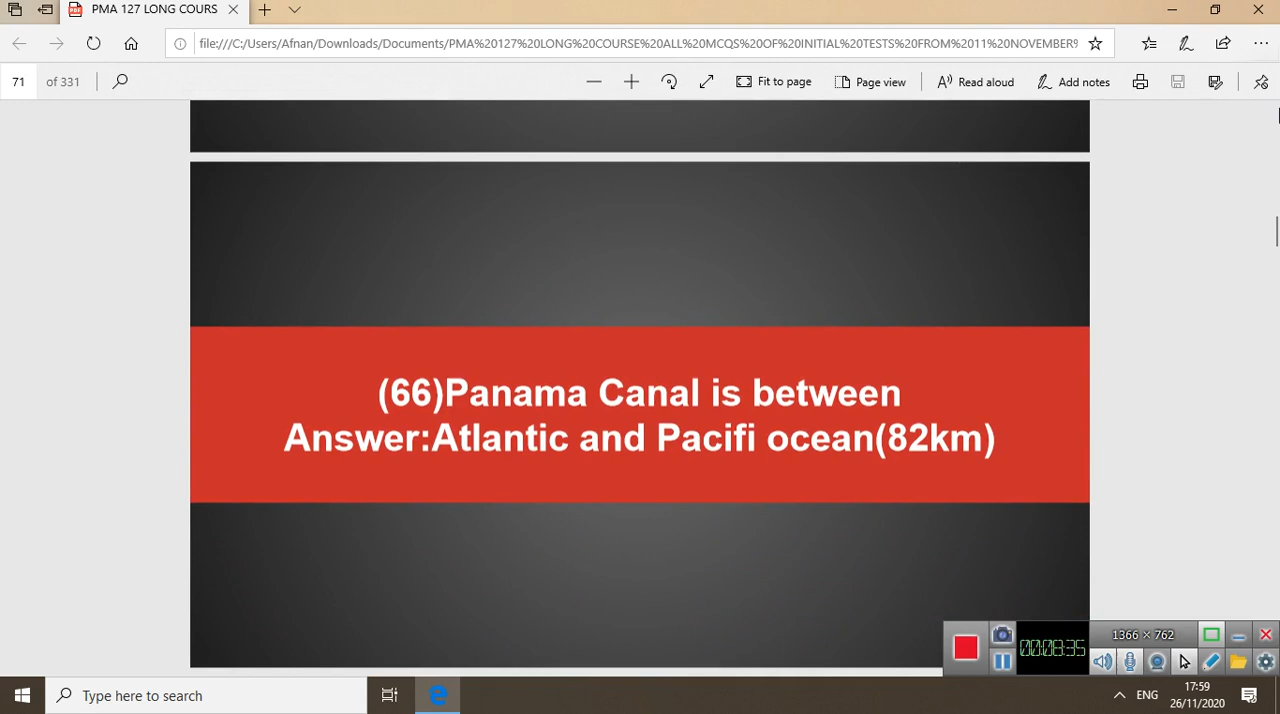 PMA 127 LONG COURS
file:///C:/Users/Afnan/Downloads/Documents/PMA%20127%20LONG%20COURSE%20ALL%20MCQS%20OF%20INITIAL%20TESTS%20FROM%2011%20NOVEMBER%
71 of 331
Fit to page
Page view
Read aloud
Add notes
(66)Panama Canal is between
Answer:Atlantic and Pacifi ocean(82km)
00:08:35
1366 × 762
Type here to search
ENG
17:59
26/11/2020